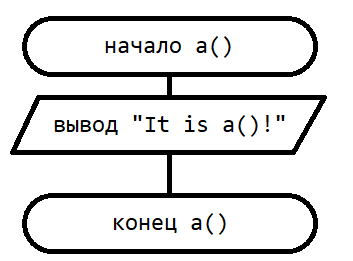 начало a()
вывод "It is a()!"
конец a()